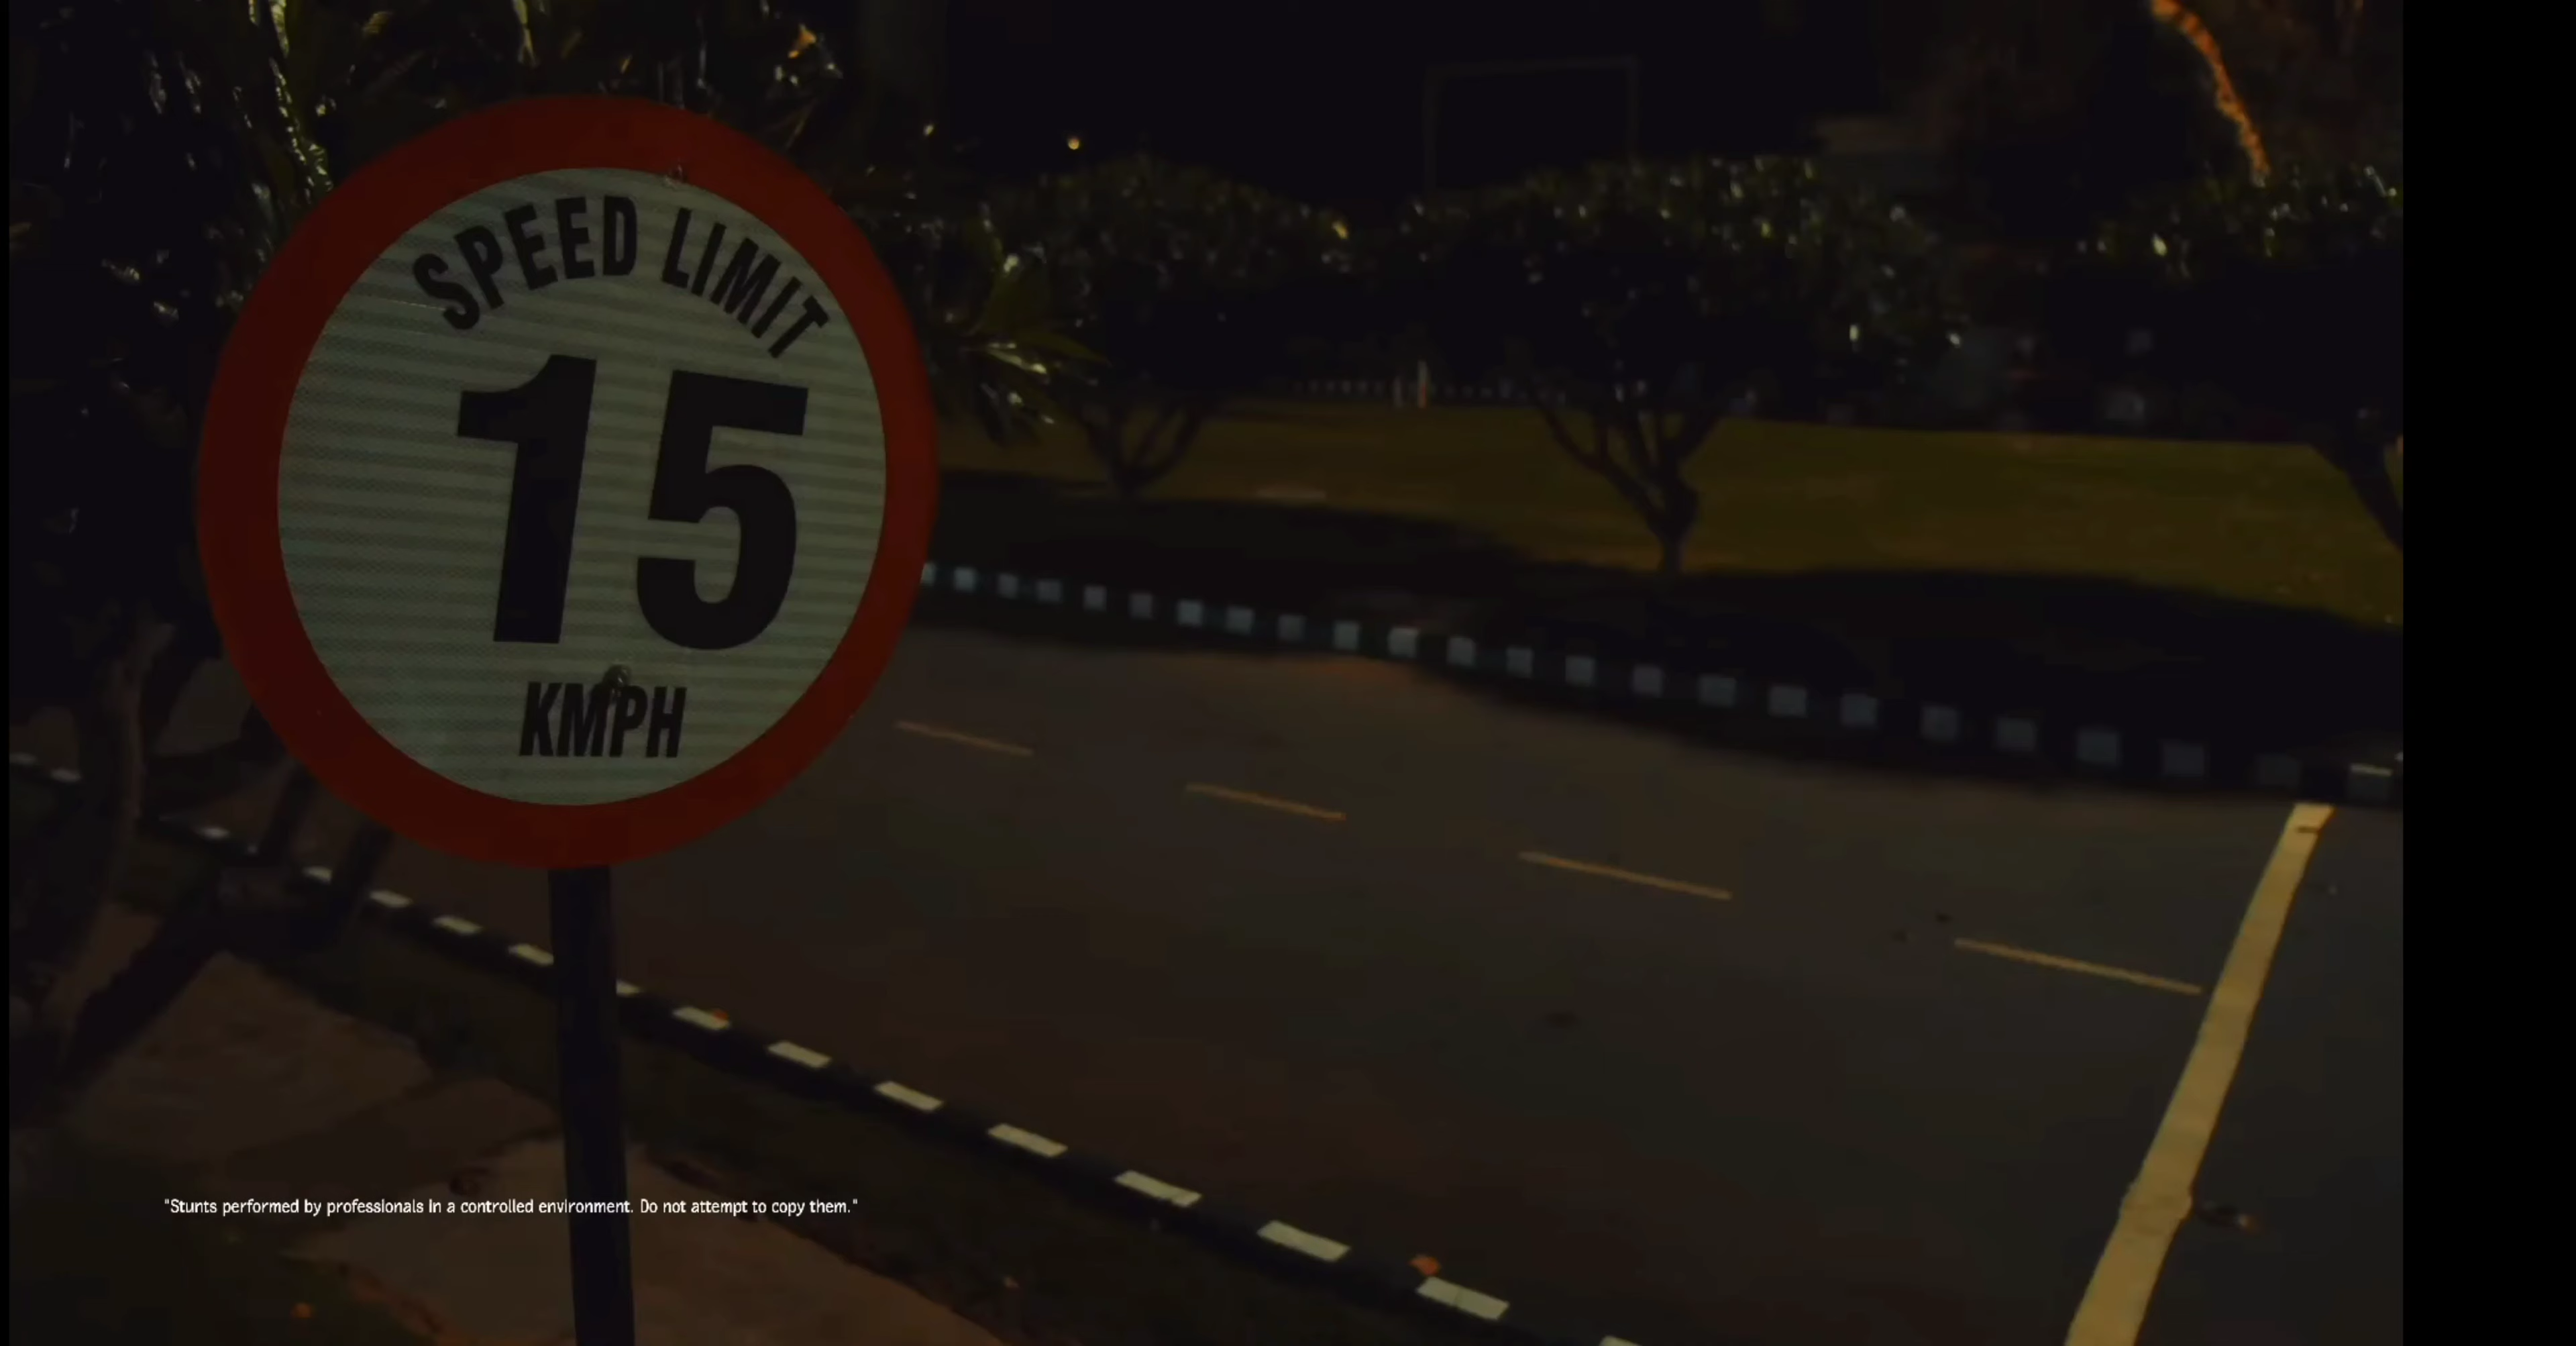 SPEED LIMIT
15
KMPH
"Stunts performed by professionals in a controlled environment. Do not attempt to copy them."